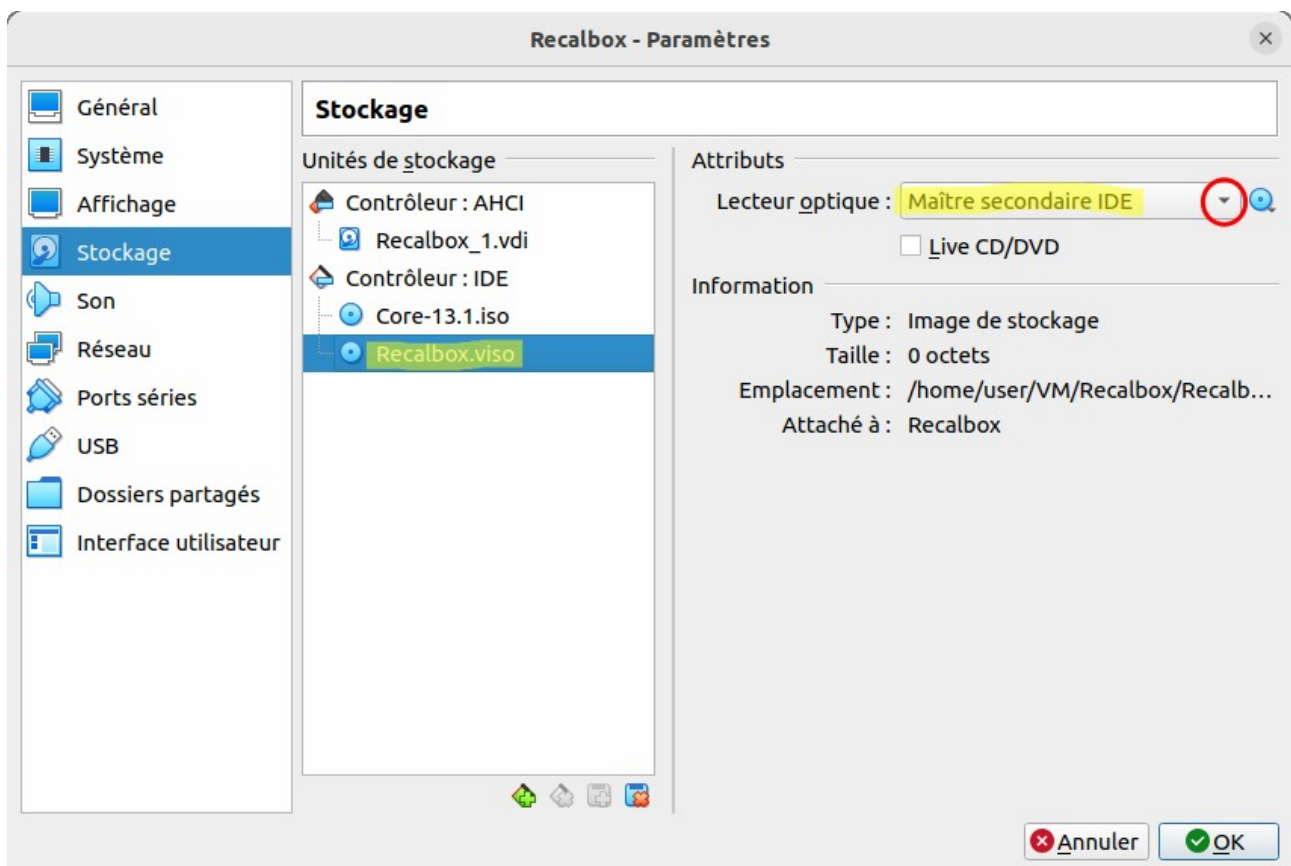 Recalbox - Paramètres
Général
Système
Affichage
Stockage
Son
Réseau
Ports séries
USB
Dossiers partagés
Interface utilisateur
Stockage
Unités de stockage
Contrôleur : AHCI
Recalbox_1.vdi
Contrôleur : IDE
Core-13.1.iso
Recalbox.viso
Attributs
Lecteur optique : Maître secondaire IDE
Live CD/DVD
Information
Type : Image de stockage
Taille : 0 octets
Emplacement : /home/user/VM/Recalbox/Recalb...
Attaché à : Recalbox
Annuler
OK